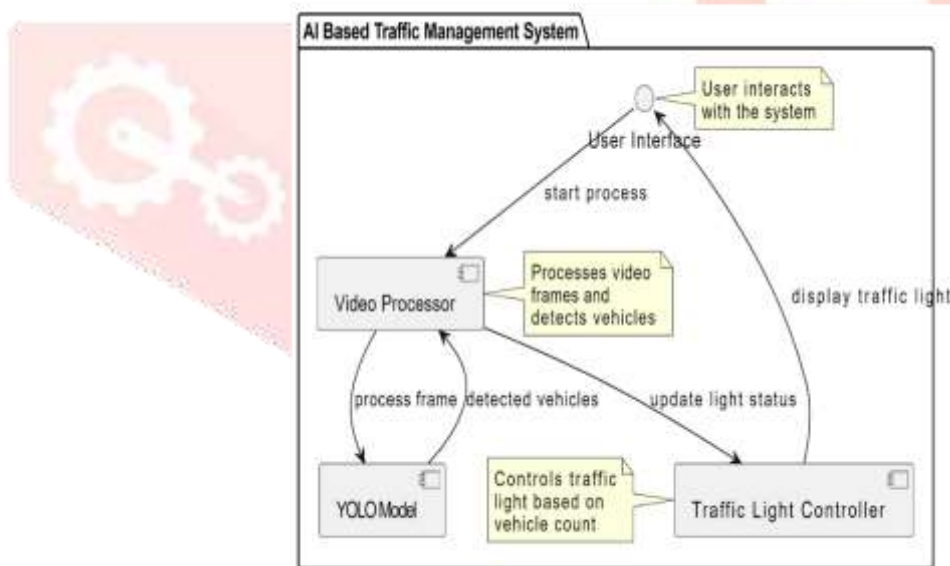 AI Based Traffic Management System
User interacts
with the system
User Interface
start process
Processes video
frames and
detects vehicles
Video Processor
display traffic light
process frame
detected vehicles
update light status
Controls traffic
light based on
vehicle count
YOLO Model
Traffic Light Controller